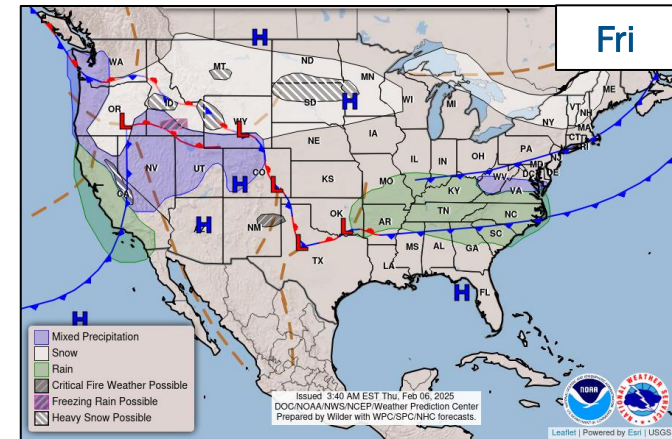 Fri
H
WA
MT
ND
MN
ME
OR
ID
SD
H
WI
MI
VT
NH
L
WY
L
NY
MA
CT
RI
NE
IA
PA
NJ
NV
UT
CO
IL
IN
OH
MD
DE
DC
WV
VA
CA
H
L
KS
MO
KY
NC
TN
H
NM
OK
L
AR
SC
L
TX
MS
AL
GA
LA
H
FL
H
Mixed Precipitation
Snow
Rain
Critical Fire Weather Possible
Freezing Rain Possible
Heavy Snow Possible
Issued 3:40 AM EST Thu, Feb 06, 2025
DOC/NOAA/NWS/NCEP/Weather Prediction Center
Prepared by Wilder with WPC/SPC/NHC forecasts.
NOAA
NATIONAL WEATHER SERVICE
Leaflet | Powered by Esri | USGS